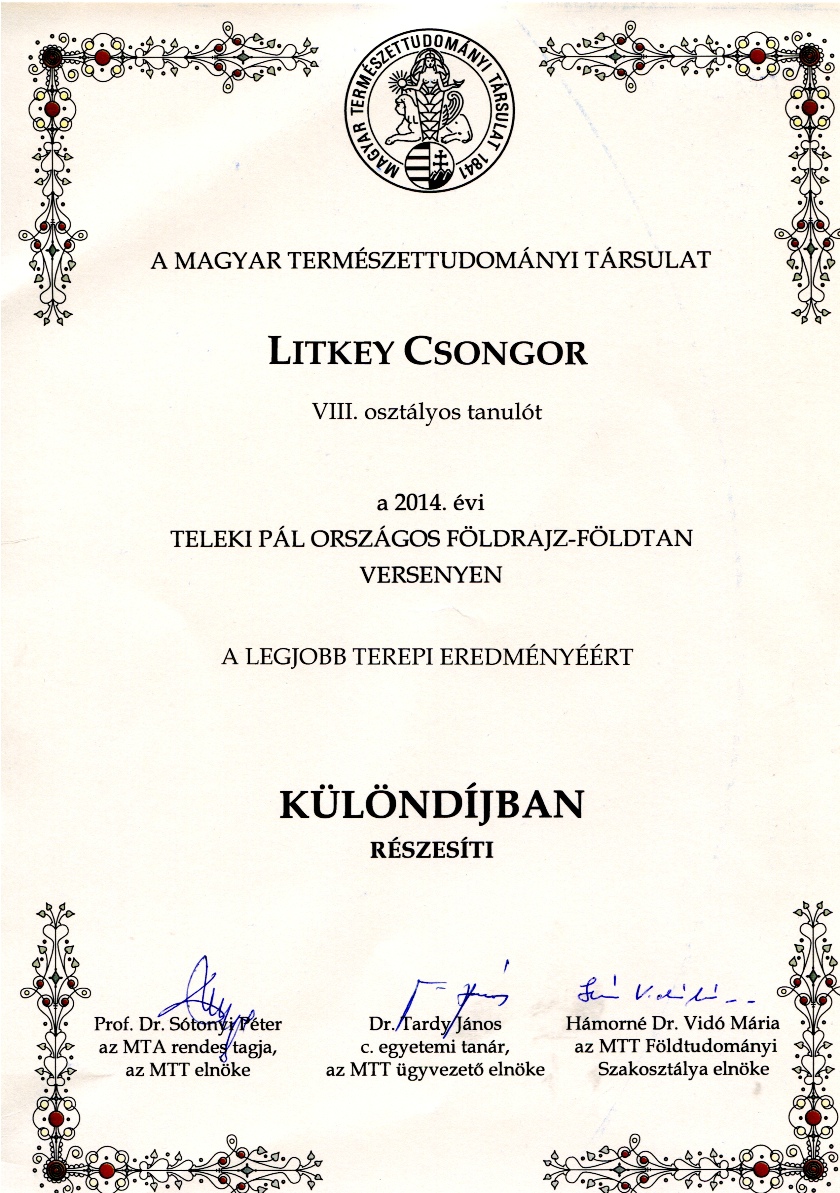 MAGYAR TERMÉSZETTUDOMÁNYI TÁRSULAT 1841
A MAGYAR TERMÉSZETTUDOMÁNYI TÁRSULAT
LITKEY CSONGOR
VIII. osztályos tanulót
a 2014. évi
TELEKI PÁL ORSZÁGOS FÖLDRAJZ-FÖLDTAN
VERSENYEN
A LEGJOBB TEREPI EREDMÉNYÉÉRT
KÜLÖNDÍJBAN
RÉSZESÍTI
Prof. Dr. Sótonyi Péter
az MTA rendes tagja,
az MTT elnöke
Dr. Tardy János
c. egyetemi tanár,
az MTT ügyvezető elnöke
Hámorné Dr. Vidó Mária
az MTT Földtudományi
Szakosztálya elnöke